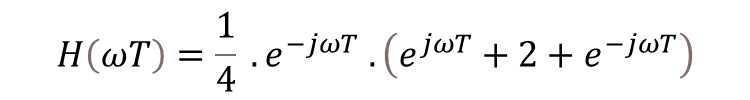 H(ωT) = 1/4 . e^{-jωT} . (e^{jωT} + 2 + e^{-jωT})